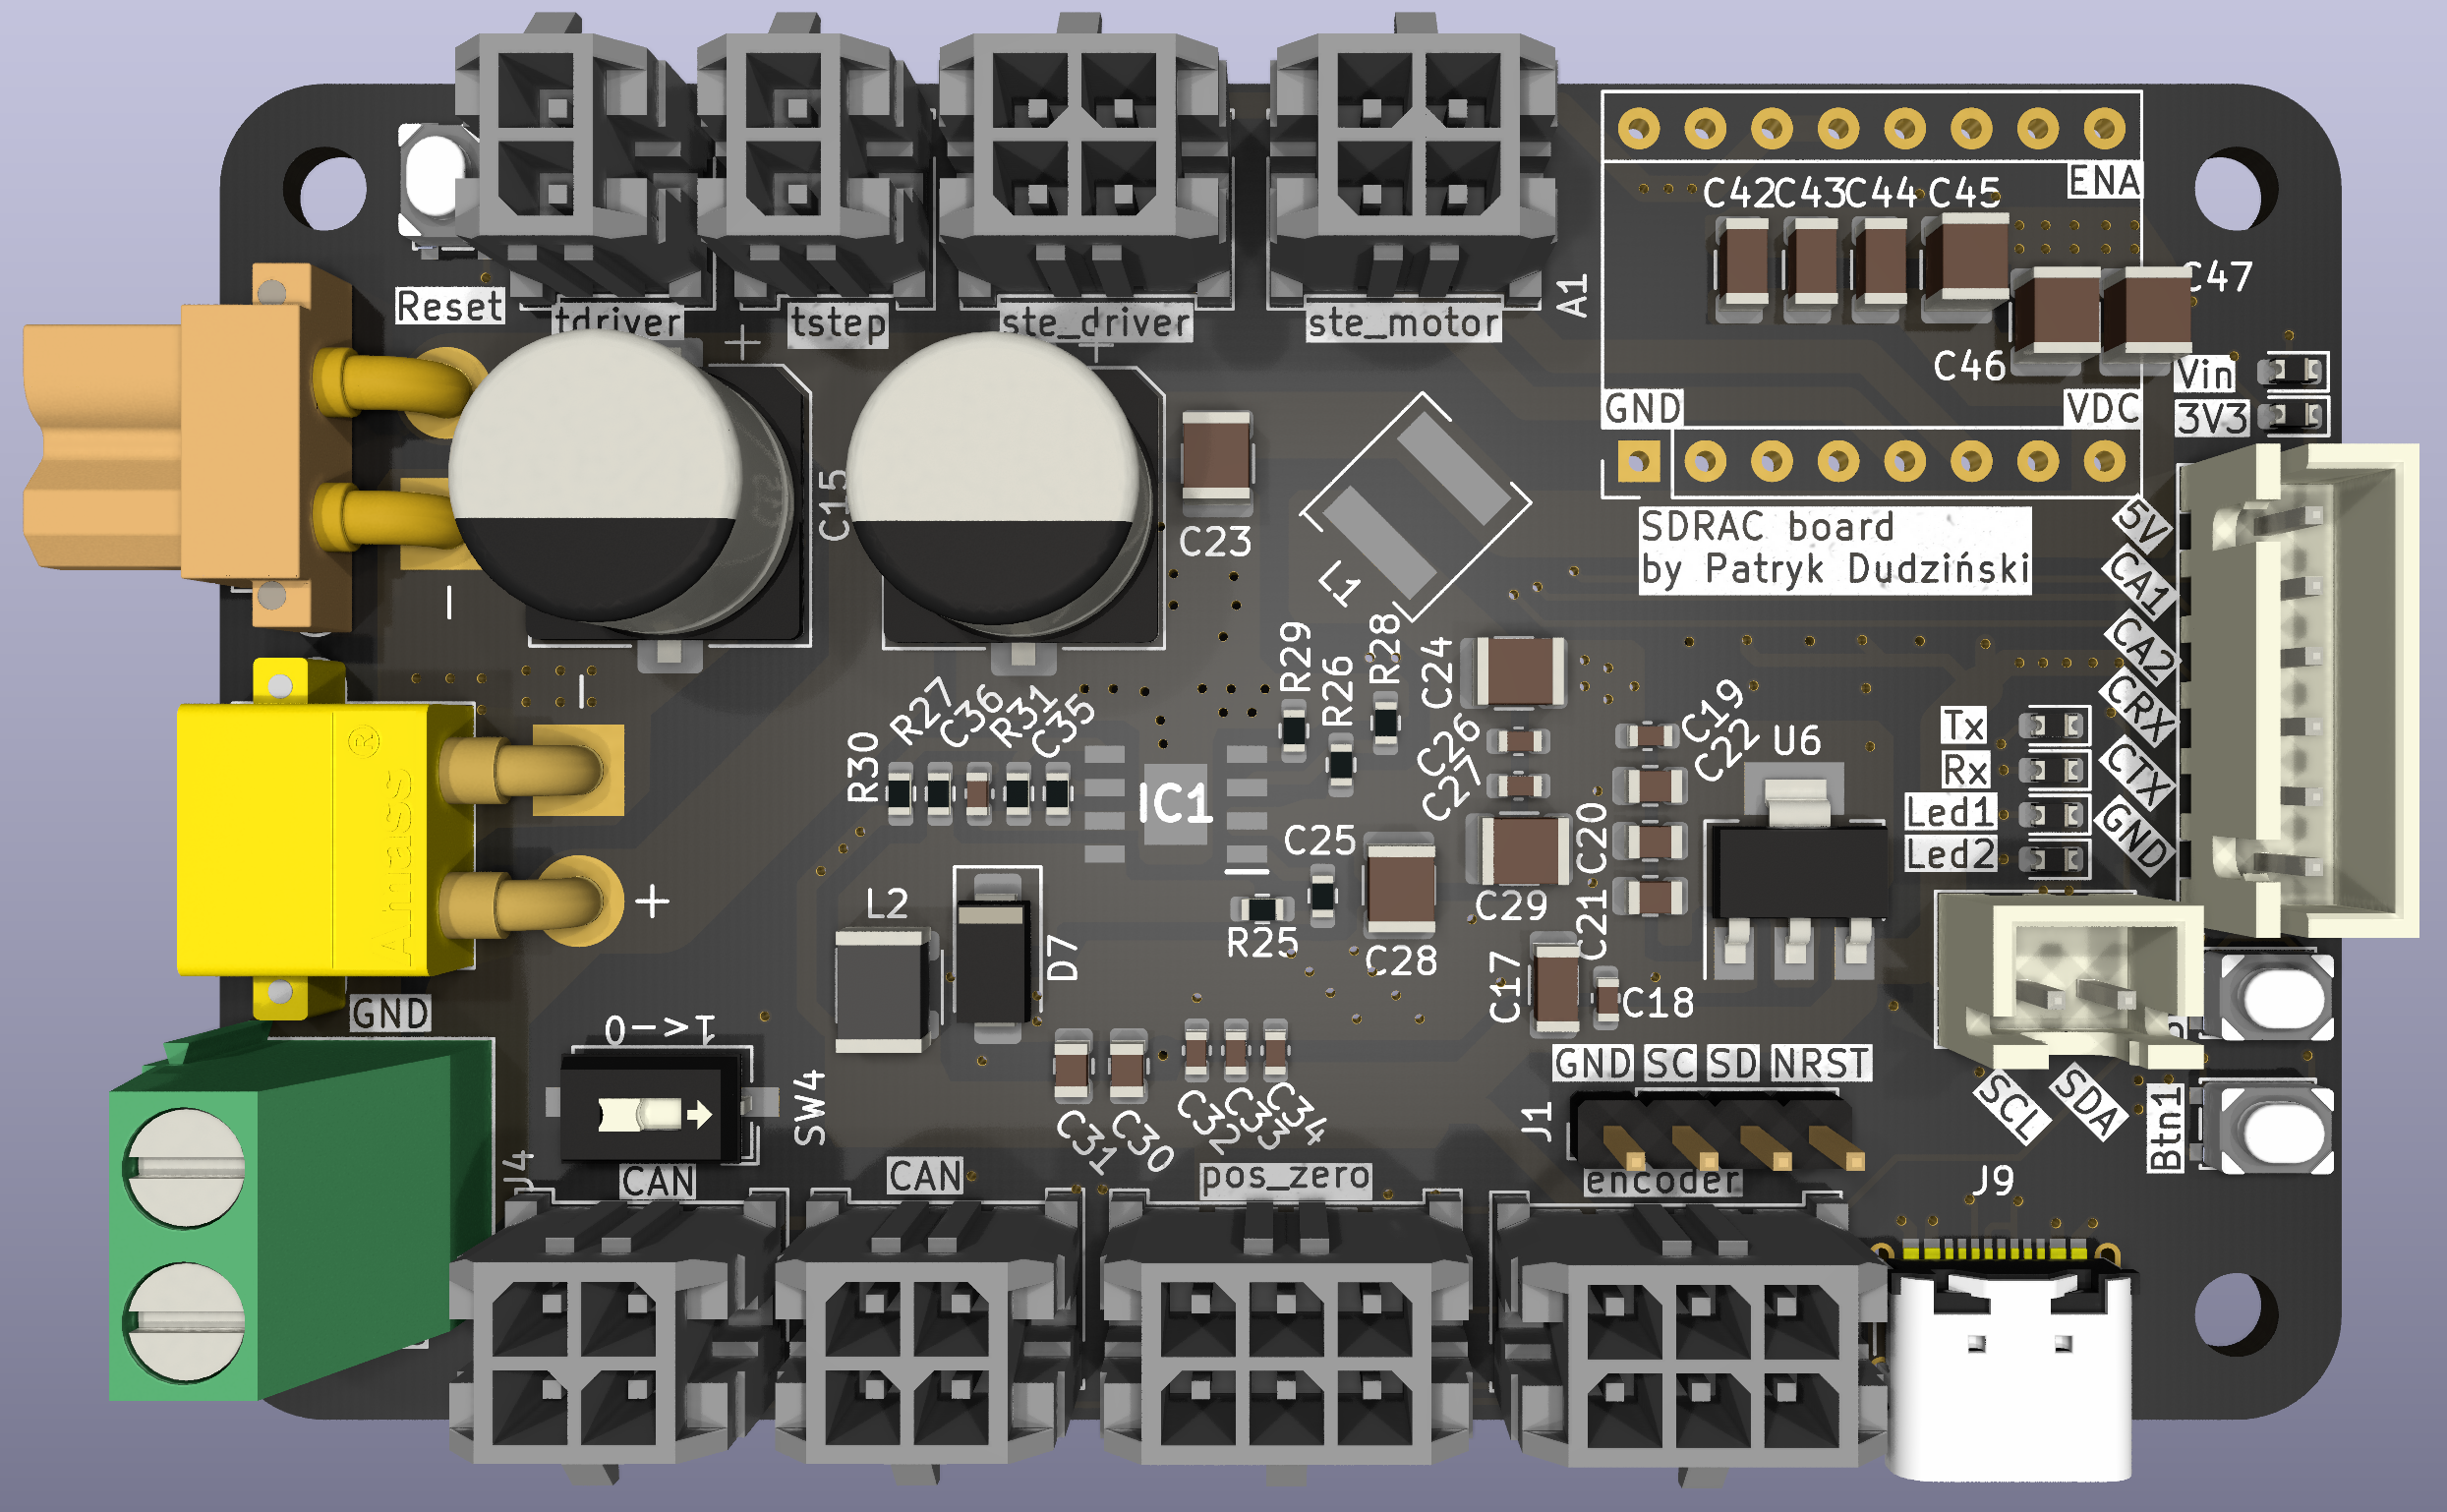 Reset
tdriver
tstep
ste_driver
ste_motor
A1
C42
C43
C44
C45
ENA
C47
C46
GND
VDC
Vin
3V3
SDRAC board
by Patryk Dudziński
C15
C23
L1
5V
CA1
CA2
CRX
CTX
GND
+
+
-
-
+
R29
R28
R26
C24
R27
C36
R31
C35
R30
IC1
C26
C27
C19
C22
U6
Tx
Rx
Led1
Led2
Amass®
L2
D7
C25
R25
C28
C29
C20
C21
C17
C18
GND
0<-1
SW4
J4
CAN
CAN
C31
C30
C32
C33
C34
pos_zero
GND SC SD NRST
J1
encoder
SCL
SDA
Btn1
J9